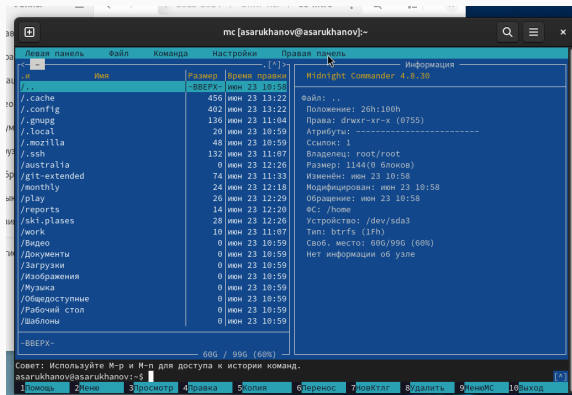 mc [asarukhanov@asarukhanov]:~
Левая панель Файл Команда Настройки Правая панель
<- ~ .[^]>
.и Имя Размер Время правки
/.. -ВВЕРХ- июн 23 10:58
/.cache 456 июн 23 13:22
/.config 402 июн 23 13:22
/.gnupg 136 июн 23 11:04
/.local 20 июн 23 10:59
/.mozilla 48 июн 23 10:59
/.ssh 132 июн 23 11:07
/australia 0 июн 23 12:26
/git-extended 74 июн 23 11:33
/monthly 24 июн 23 12:18
/play 26 июн 23 12:29
/reports 14 июн 23 12:20
/ski.plases 28 июн 23 12:26
/work 10 июн 23 11:07
/Видео 0 июн 23 10:59
/Документы 0 июн 23 10:59
/Загрузки 0 июн 23 10:59
/Изображения 0 июн 23 10:59
/Музыка 0 июн 23 10:59
/Общедоступные 0 июн 23 10:59
/Рабочий стол 0 июн 23 10:59
/Шаблоны 0 июн 23 10:59
-ВВЕРХ-
60G / 99G (60%)
Информация
Midnight Commander 4.8.30
Файл: ..
Положение: 26h:100h
Права: drwxr-xr-x (0755)
Атрибуты: ------------------------
Ссылок: 1
Владелец: root/root
Размер: 1144(0 блоков)
Изменён: июн 23 10:58
Модифицирован: июн 23 10:58
Обращение: июн 23 10:58
ФС: /home
Устройство: /dev/sda3
Тип: btrfs (1Fh)
Своб. место: 60G/99G (60%)
Нет информации об узле
Совет: Используйте M-p и M-n для доступа к истории команд.
asarukhanov@asarukhanov:~$ [^]
1Помощь 2Меню 3Просмотр 4Правка 5Копия 6Перенос 7НовКтлг 8Удалить 9МенюMC 10Выход